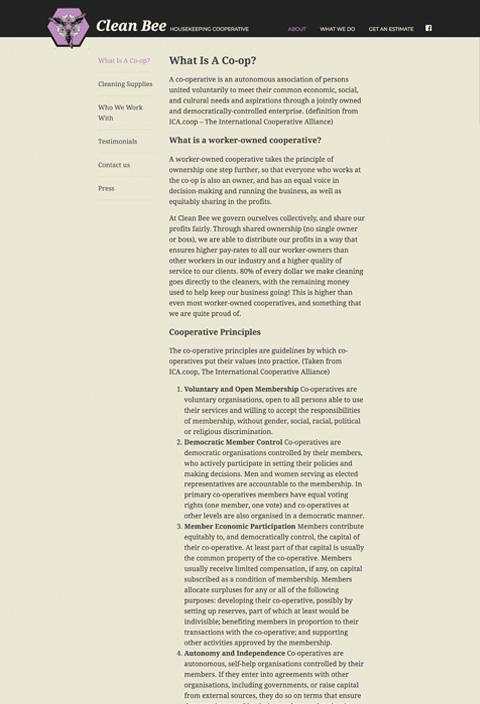 Clean Bee HOUSEKEEPING COOPERATIVE
ABOUT
WHAT WE DO
GET AN ESTIMATE
What Is A Co-op?
Cleaning Supplies
Who We Work
With
Testimonials
Contact us
Press
What Is A Co-op?
A co-operative is an autonomous association of persons
united voluntarily to meet their common economic, social,
and cultural needs and aspirations through a jointly owned
and democratically-controlled enterprise. (definition from
ICA.coop – The International Cooperative Alliance)
What is a worker-owned cooperative?
A worker-owned cooperative takes the principle of
ownership one step further, so that everyone who works at
the co-op is also an owner, and has an equal voice in
decision-making and running the business, as well as
equitably sharing in the profits.
At Clean Bee we govern ourselves collectively, and share our
profits fairly. Through shared ownership (no single owner
or boss), we are able to distribute our profits in a way that
ensures higher pay-rates to all our worker-owners than
other workers in our industry and a higher quality of
service to our clients. 80% of every dollar we make cleaning
goes directly to the cleaners, with the remaining money
used to help keep our business going! This is higher than
even most worker-owned cooperatives, and something that
we are quite proud of.
Cooperative Principles
The co-operative principles are guidelines by which co-
operatives put their values into practice. (Taken from
ICA.coop, The International Cooperative Alliance)
1. Voluntary and Open Membership Co-operatives are
voluntary organisations, open to all persons able to use
their services and willing to accept the responsibilities
of membership, without gender, social, racial, political
or religious discrimination.
2. Democratic Member Control Co-operatives are
democratic organisations controlled by their members,
who actively participate in setting their policies and
making decisions. Men and women serving as elected
representatives are accountable to the membership. In
primary co-operatives members have equal voting
rights (one member, one vote) and co-operatives at
other levels are also organised in a democratic manner.
3. Member Economic Participation Members contribute
equitably to, and democratically control, the capital of
their co-operative. At least part of that capital is usually
the common property of the co-operative. Members
usually receive limited compensation, if any, on capital
subscribed as a condition of membership. Members
allocate surpluses for any or all of the following
purposes: developing their co-operative, possibly by
setting up reserves, part of which at least would be
indivisible; benefiting members in proportion to their
transactions with the co-operative; and supporting
other activities approved by the membership.
4. Autonomy and Independence Co-operatives are
autonomous, self-help organisations controlled by their
members. If they enter into agreements with other
organisations, including governments, or raise capital
from external sources, they do so on terms that ensure